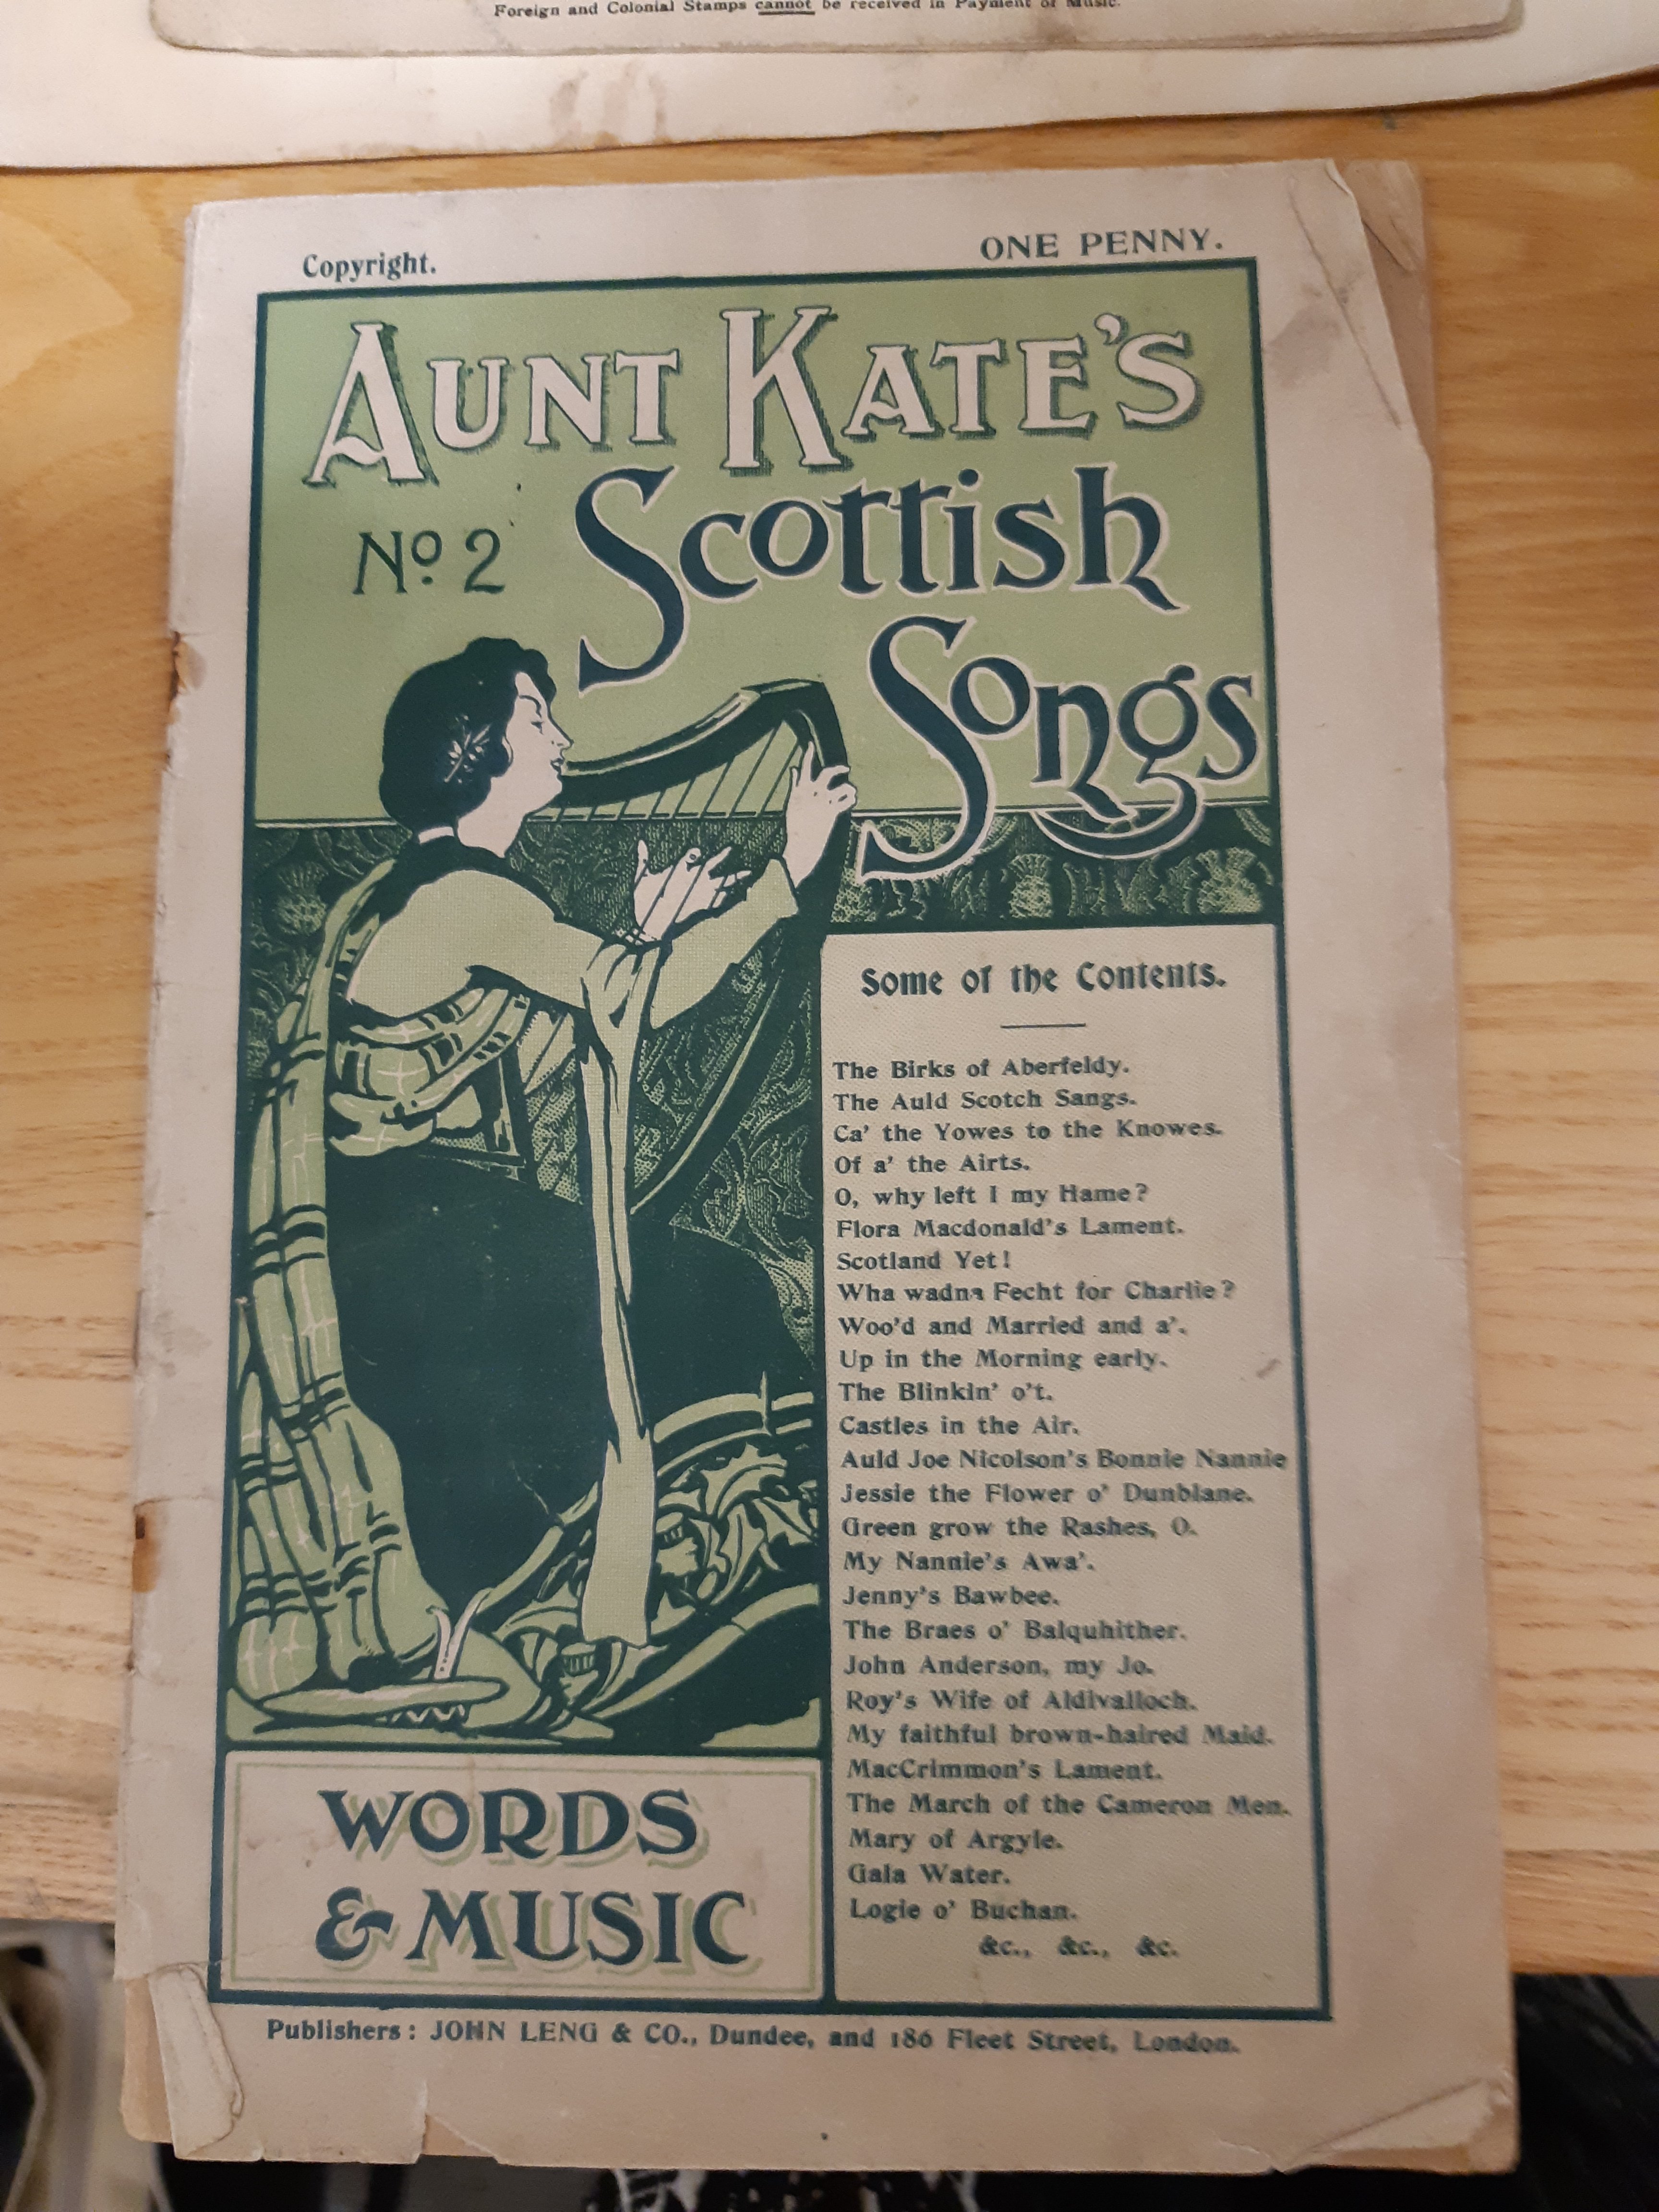 Foreign and Colonial Stamps cannot be received in Payment of Music.
Copyright.
ONE PENNY.
AUNT KATE'S
No. 2
Scottish
Songs
Some of the Contents.
The Birks of Aberfeldy.
The Auld Scotch Sangs.
Ca' the Yowes to the Knowes.
Of a' the Airts.
O, why left I my Hame?
Flora Macdonald's Lament.
Scotland Yet!
Wha wadna Fecht for Charlie?
Woo'd and Married and a'.
Up in the Morning early.
The Blinkin' o't.
Castles in the Air.
Auld Joe Nicolson's Bonnie Nannie
Jessie the Flower o' Dunblane.
Green grow the Rashes, O.
My Nannie's Awa'.
Jenny's Bawbee.
The Braes o' Balquhither.
John Anderson, my Jo.
Roy's Wife of Aldivalloch.
My faithful brown-haired Maid.
MacCrimmon's Lament.
The March of the Cameron Men.
Mary of Argyle.
Gala Water.
Logie o' Buchan.
&c., &c., &c.
WORDS
& MUSIC
Publishers: JOHN LENG & CO., Dundee, and 186 Fleet Street, London.